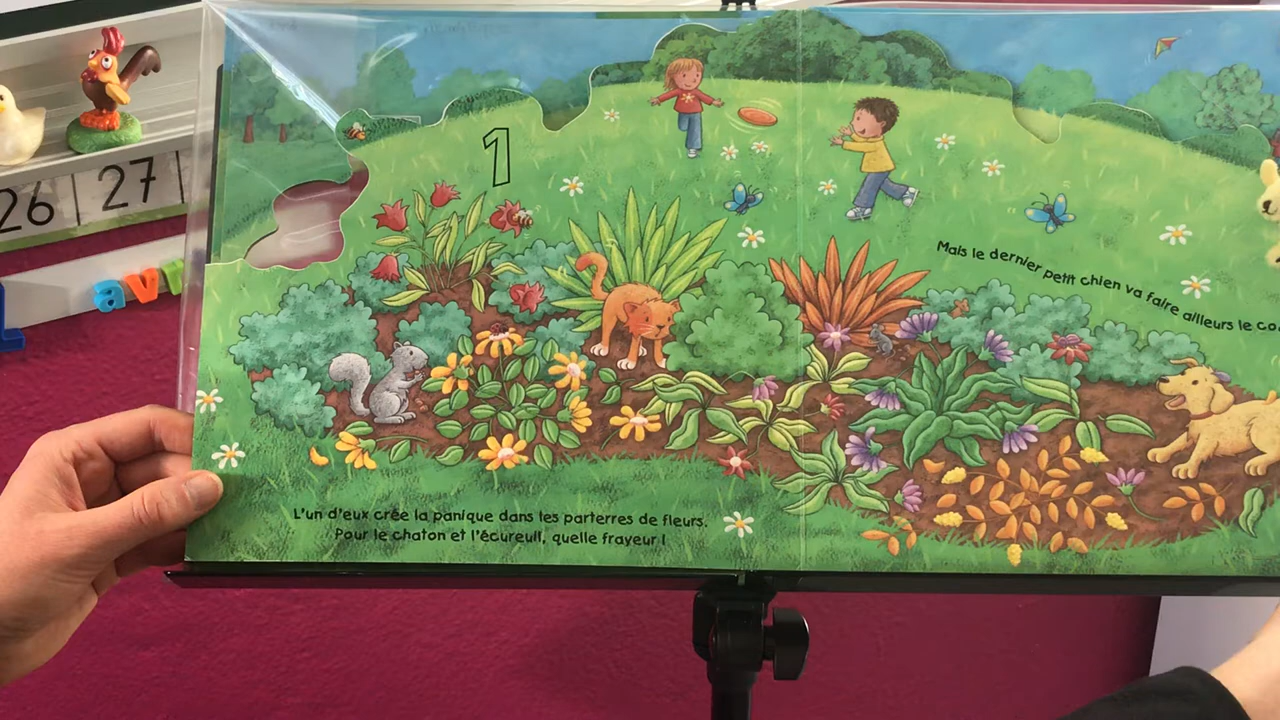 26 27
avi
1
Mais le dernier petit chien va faire ailleurs le
L'un d'eux crée la panique dans les parterres de fleurs.
Pour le chaton et l'écureuil, quelle frayeur !